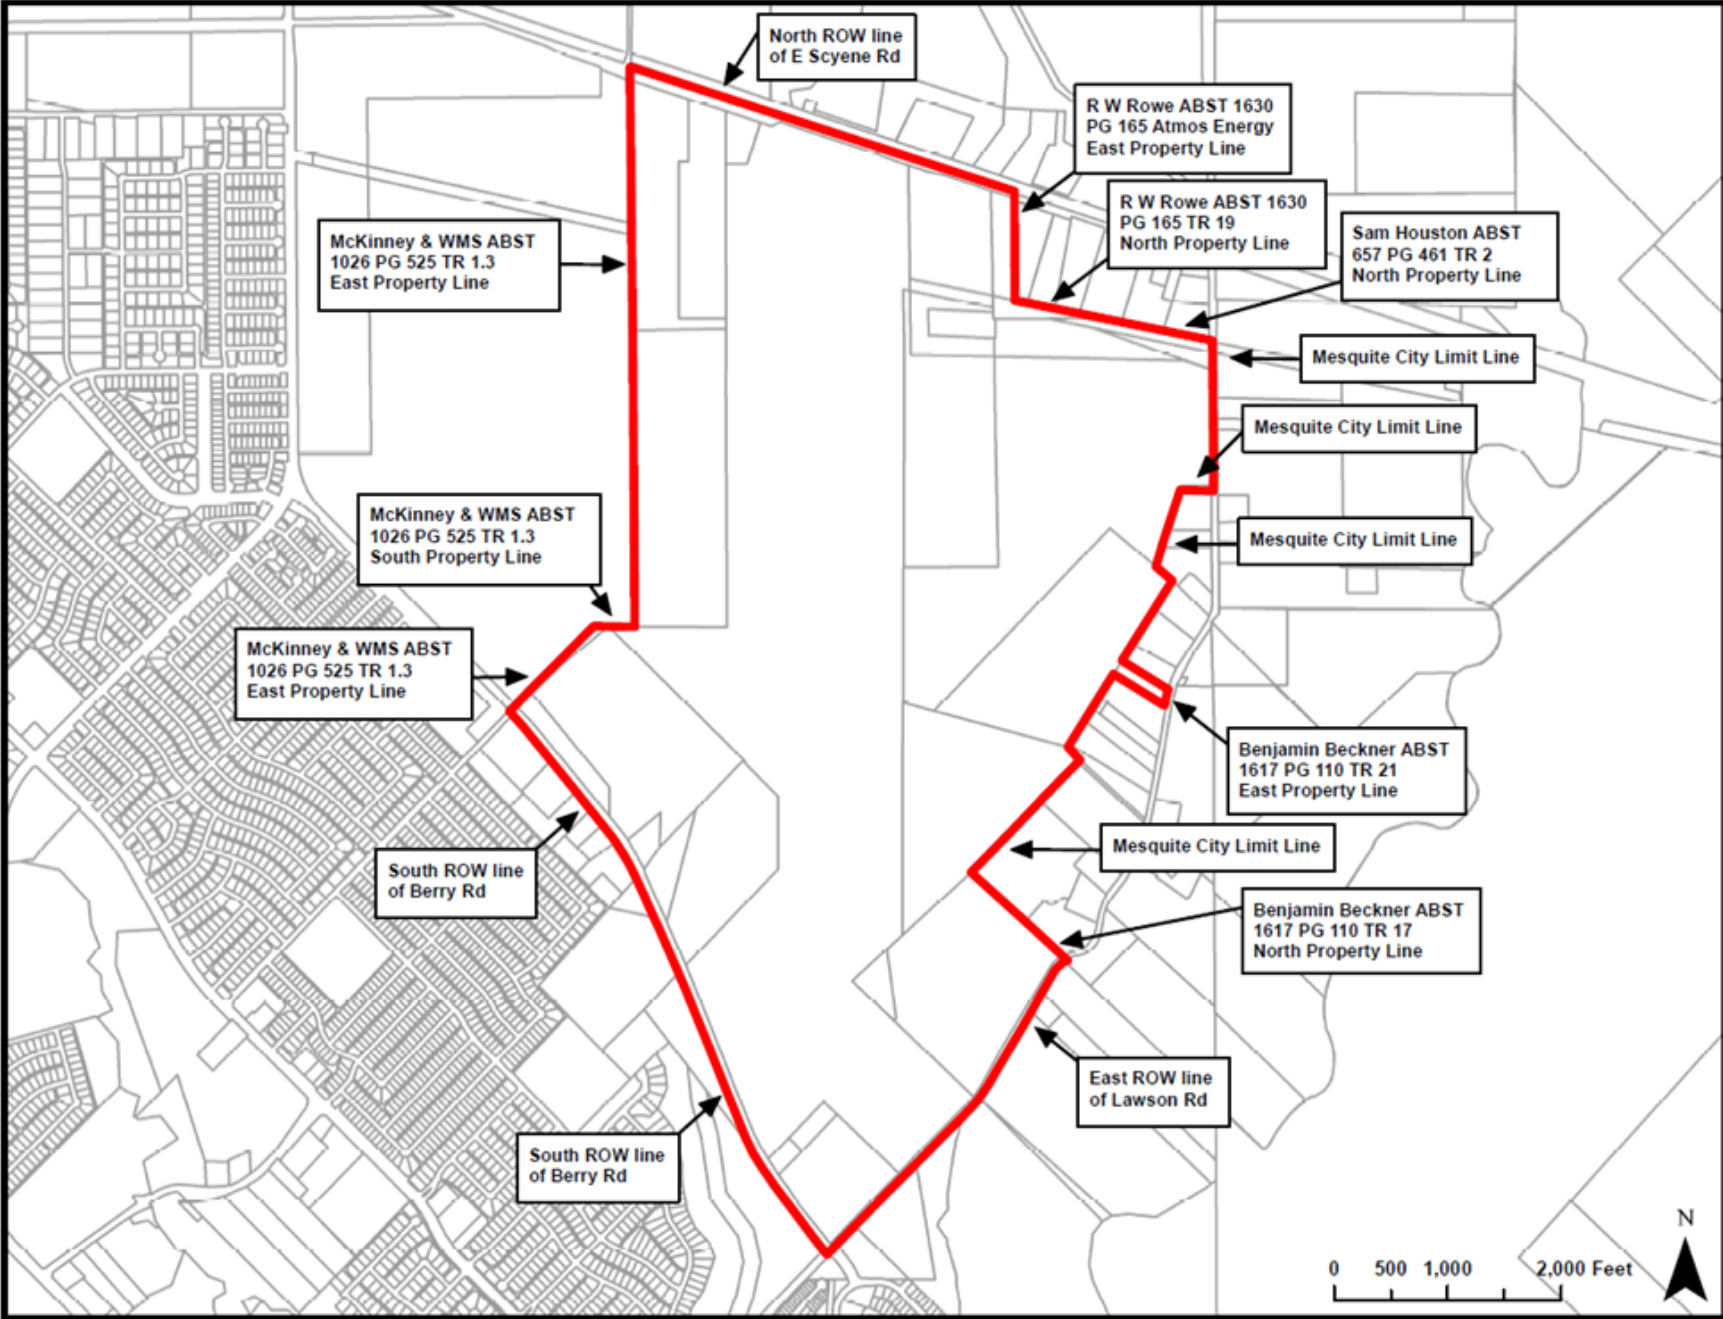 North ROW line
of E Scyene Rd
R W Rowe ABST 1630
PG 165 Atmos Energy
East Property Line
R W Rowe ABST 1630
PG 165 TR 19
North Property Line
Sam Houston ABST
657 PG 461 TR 2
North Property Line
McKinney & WMS ABST
1026 PG 525 TR 1.3
East Property Line
Mesquite City Limit Line
Mesquite City Limit Line
McKinney & WMS ABST
1026 PG 525 TR 1.3
South Property Line
Mesquite City Limit Line
McKinney & WMS ABST
1026 PG 525 TR 1.3
East Property Line
Benjamin Beckner ABST
1617 PG 110 TR 21
East Property Line
Mesquite City Limit Line
South ROW line
of Berry Rd
Benjamin Beckner ABST
1617 PG 110 TR 17
North Property Line
East ROW line
of Lawson Rd
South ROW line
of Berry Rd
N
0 500 1,000 2,000 Feet